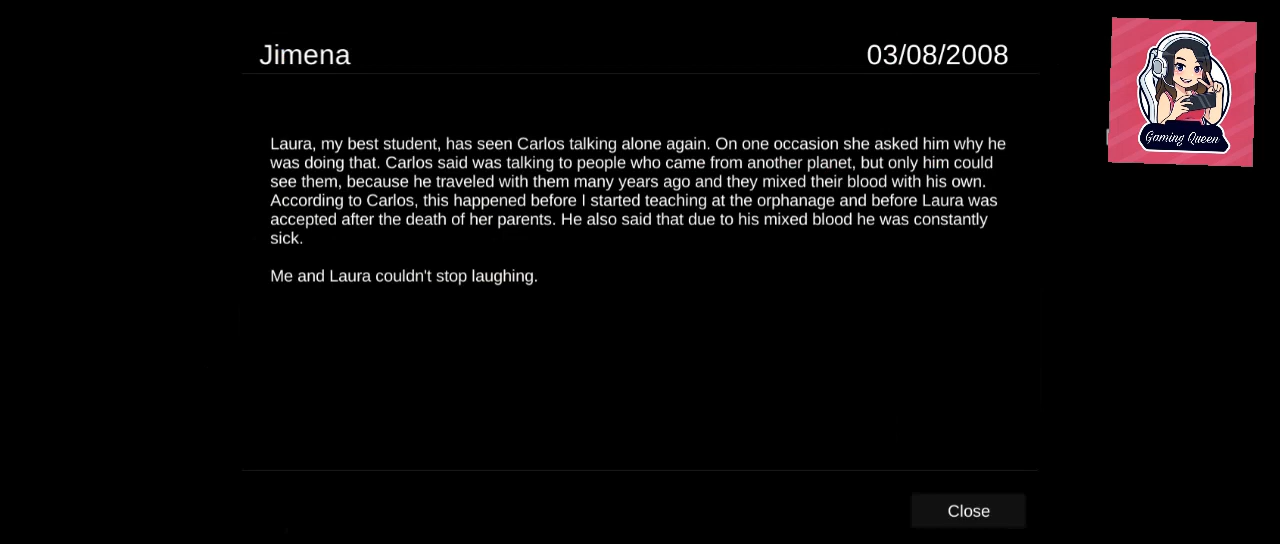 Jimena
03/08/2008
Gaming Queen
Laura, my best student, has seen Carlos talking alone again. On one occasion she asked him why he
was doing that. Carlos said was talking to people who came from another planet, but only him could
see them, because he traveled with them many years ago and they mixed their blood with his own.
According to Carlos, this happened before I started teaching at the orphanage and before Laura was
accepted after the death of her parents. He also said that due to his mixed blood he was constantly
sick.
Me and Laura couldn't stop laughing.
Close